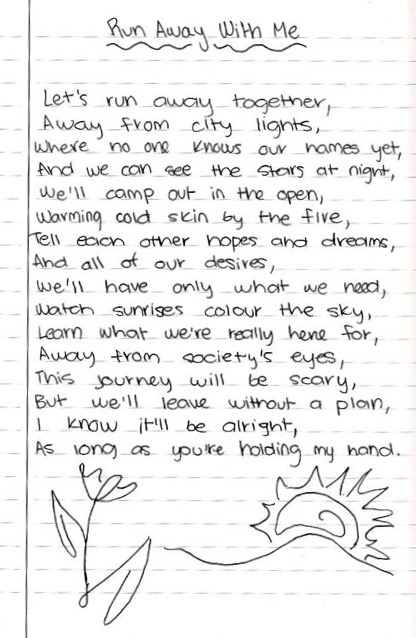 Run Away With Me
Let's run away together,
Away from city lights,
Where no one knows our names yet,
And we can see the stars at night,
We'll camp out in the open,
Warming cold skin by the fire,
Tell each other hopes and dreams,
And all of our desires,
We'll have only what we need,
Watch sunrises colour the sky,
Learn what we're really here for,
Away from society's eyes,
This journey will be scary,
But we'll leave without a plan,
I know it'll be alright,
As long as you're holding my hand.